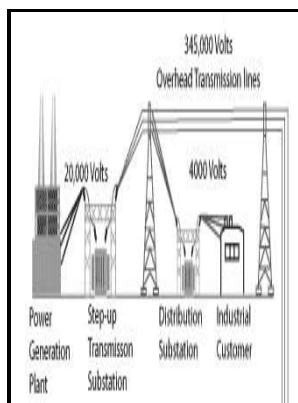 345,000 Volts
Overhead Transmission lines
20,000 Volts
4000 Volts
Power
Generation
Plant
Step-up
Transmisson
Substation
Distribution
Substation
Industrial
Customer